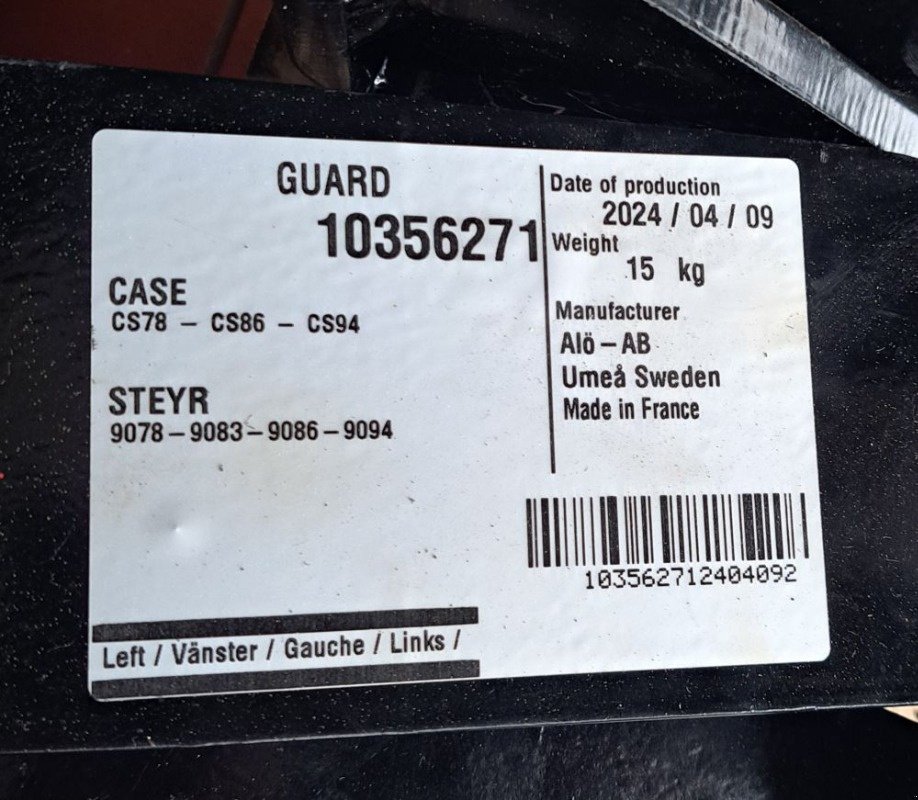 GUARD
10356271
CASE
CS78 – CS86 – CS94
STEYR
9078 – 9083 – 9086 – 9094
Date of production
2024 / 04 / 09
Weight
15 kg
Manufacturer
Alö – AB
Umeå Sweden
Made in France
103562712404092
Left / Vänster / Gauche / Links /